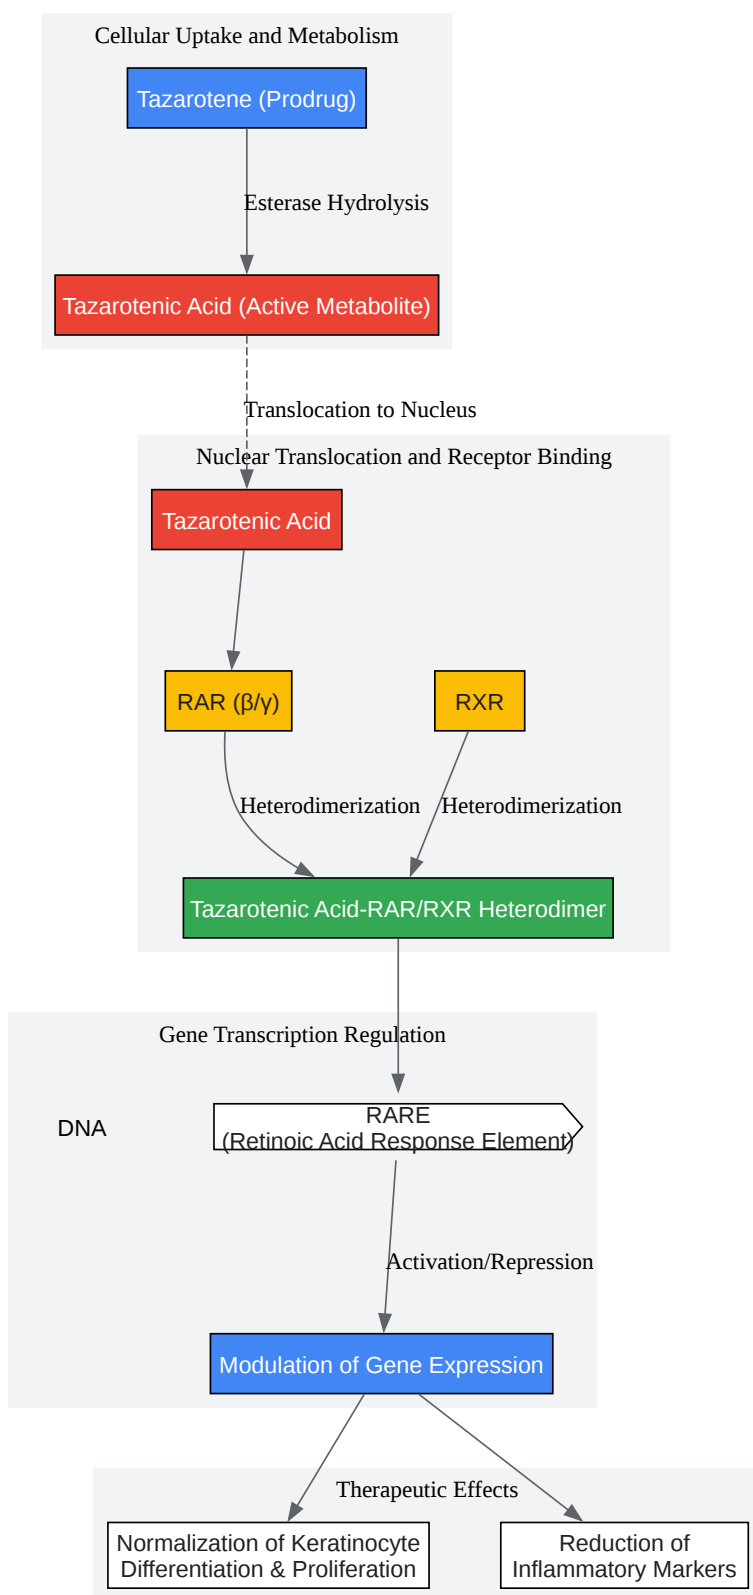 Cellular Uptake and Metabolism
Tazarotene (Prodrug)
Esterase Hydrolysis
Tazarotenic Acid (Active Metabolite)
Translocation to Nucleus
Nuclear Translocation and Receptor Binding
Tazarotenic Acid
RAR (β/γ)
RXR
Heterodimerization
Heterodimerization
Tazarotenic Acid-RAR/RXR Heterodimer
Gene Transcription Regulation
DNA
RARE
(Retinoic Acid Response Element)
Activation/Repression
Modulation of Gene Expression
Therapeutic Effects
Normalization of Keratinocyte
Differentiation & Proliferation
Reduction of
Inflammatory Markers